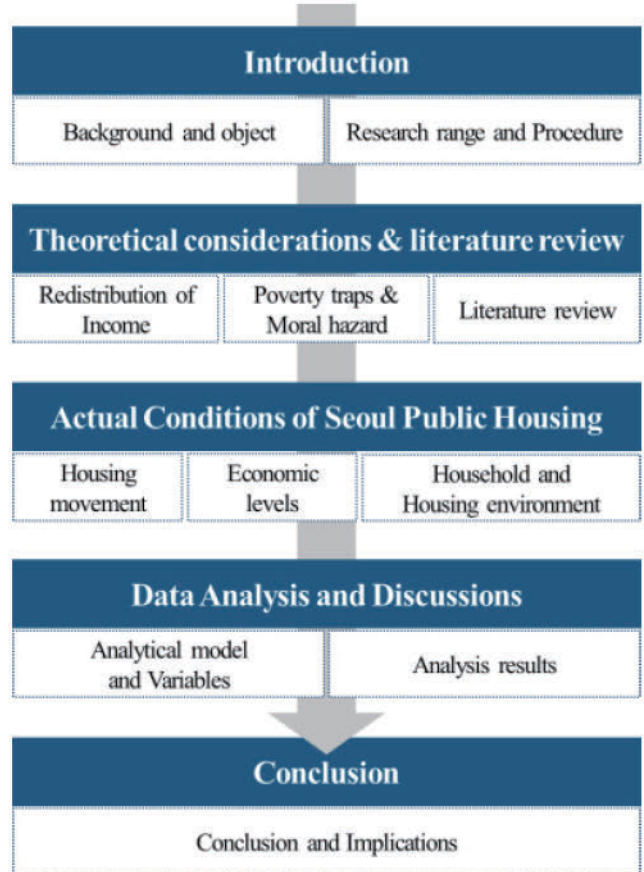 Introduction
Background and object
Research range and Procedure
Theoretical considerations & literature review
Redistribution of
Income
Poverty traps &
Moral hazard
Literature review
Actual Conditions of Seoul Public Housing
Housing
movement
Economic
levels
Household and
Housing environment
Data Analysis and Discussions
Analytical model
and Variables
Analysis results
Conclusion
Conclusion and Implications